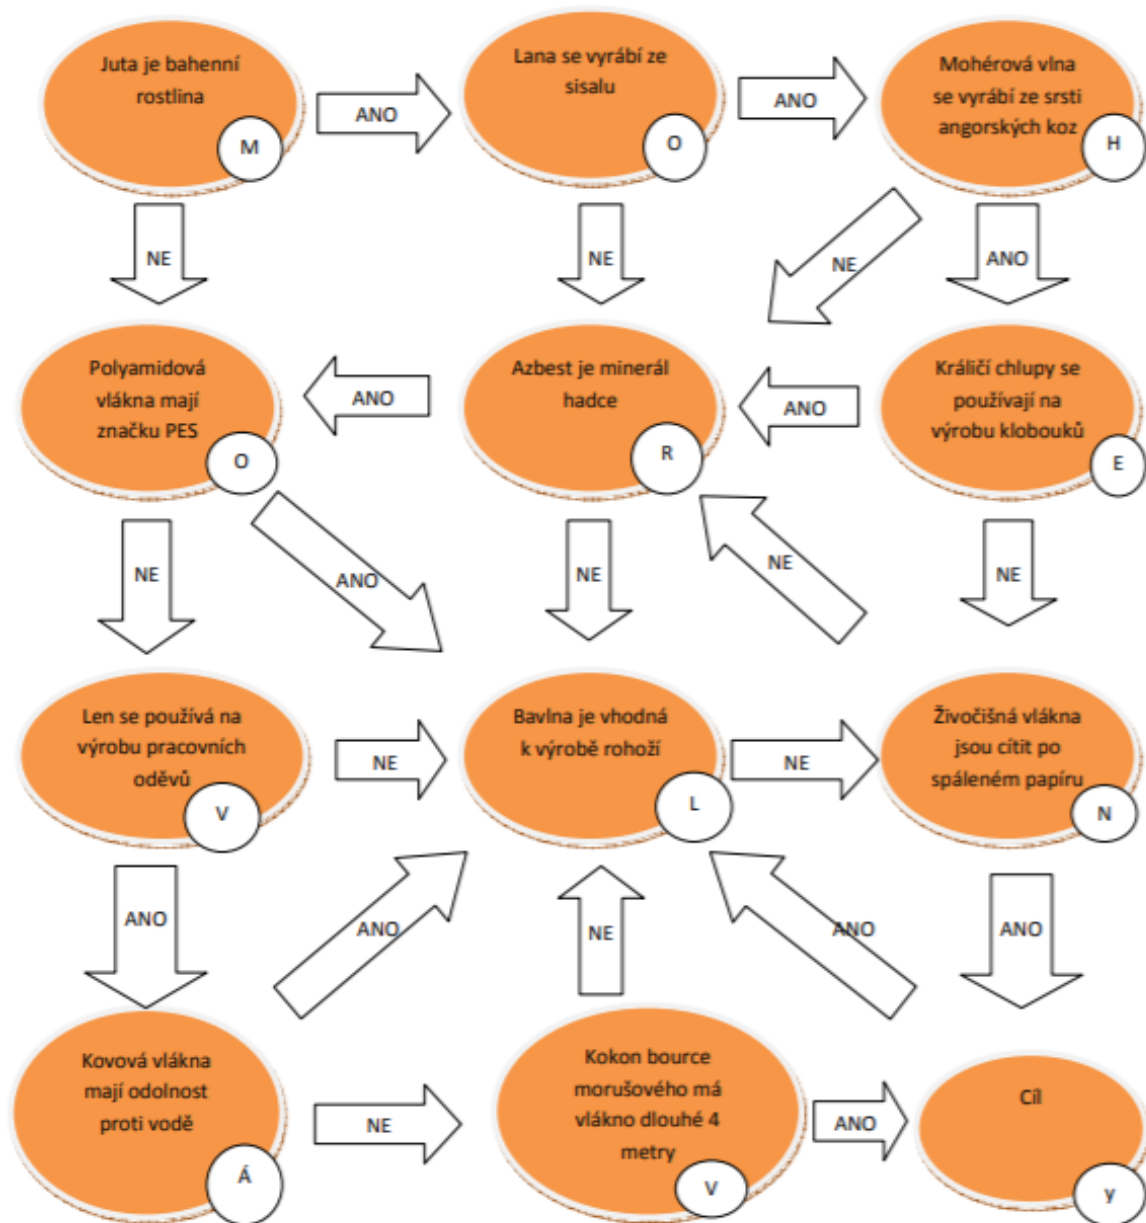 Juta je bahenní
rostlina
M
ANO
Lana se vyrábí ze
sisalu
O
ANO
Mohérová vlna
se vyrábí ze srsti
angorských koz
H
NE
NE
NE
ANO
Polyamidová
vlákna mají
značku PES
O
ANO
Azbest je minerál
hadce
R
ANO
Králičí chlupy se
používají na
výrobu klobouků
E
NE
ANO
NE
NE
NE
Len se používá na
výrobu pracovních
oděvů
V
NE
Bavlna je vhodná
k výrobě rohoží
L
NE
Živočišná vlákna
jsou cítit po
spáleném papíru
N
ANO
ANO
NE
ANO
ANO
Kovová vlákna
mají odolnost
proti vodě
Á
NE
Kokon bource
morušového má
vlákno dlouhé 4
metry
V
ANO
Cíl
y